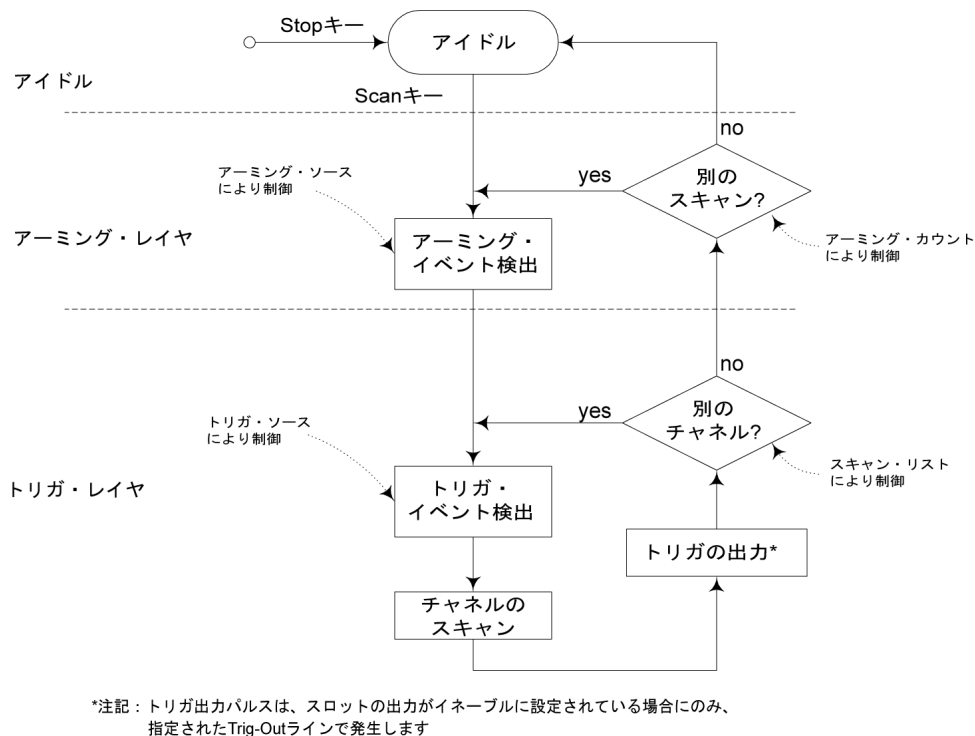 Stopキー
アイドル
アイドル
Scanキー
no
アーミング・ソース
により制御
yes
別の
スキャン?
アーミング・レイヤ
アーミング・
イベント検出
アーミング・カウント
により制御
no
トリガ・ソース
により制御
yes
別の
チャネル?
トリガ・レイヤ
トリガ・
イベント検出
スキャン・リスト
により制御
トリガの出力*
チャネルの
スキャン
*注記：トリガ出力パルスは、スロットの出力がイネーブルに設定されている場合にのみ、
指定されたTrig-Outラインで発生します